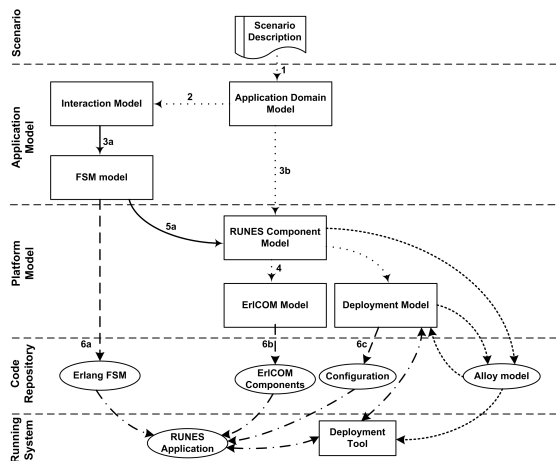 Scenario
Scenario
Description
1
Application
Model
Interaction Model
2
Application Domain
Model
3a
3b
FSM model
5a
Platform
Model
RUNES Component
Model
4
ErlCOM Model
Deployment Model
6a
6b
6c
Code
Repository
Erlang FSM
ErlCOM
Components
Configuration
Alloy model
Running
System
RUNES
Application
Deployment
Tool